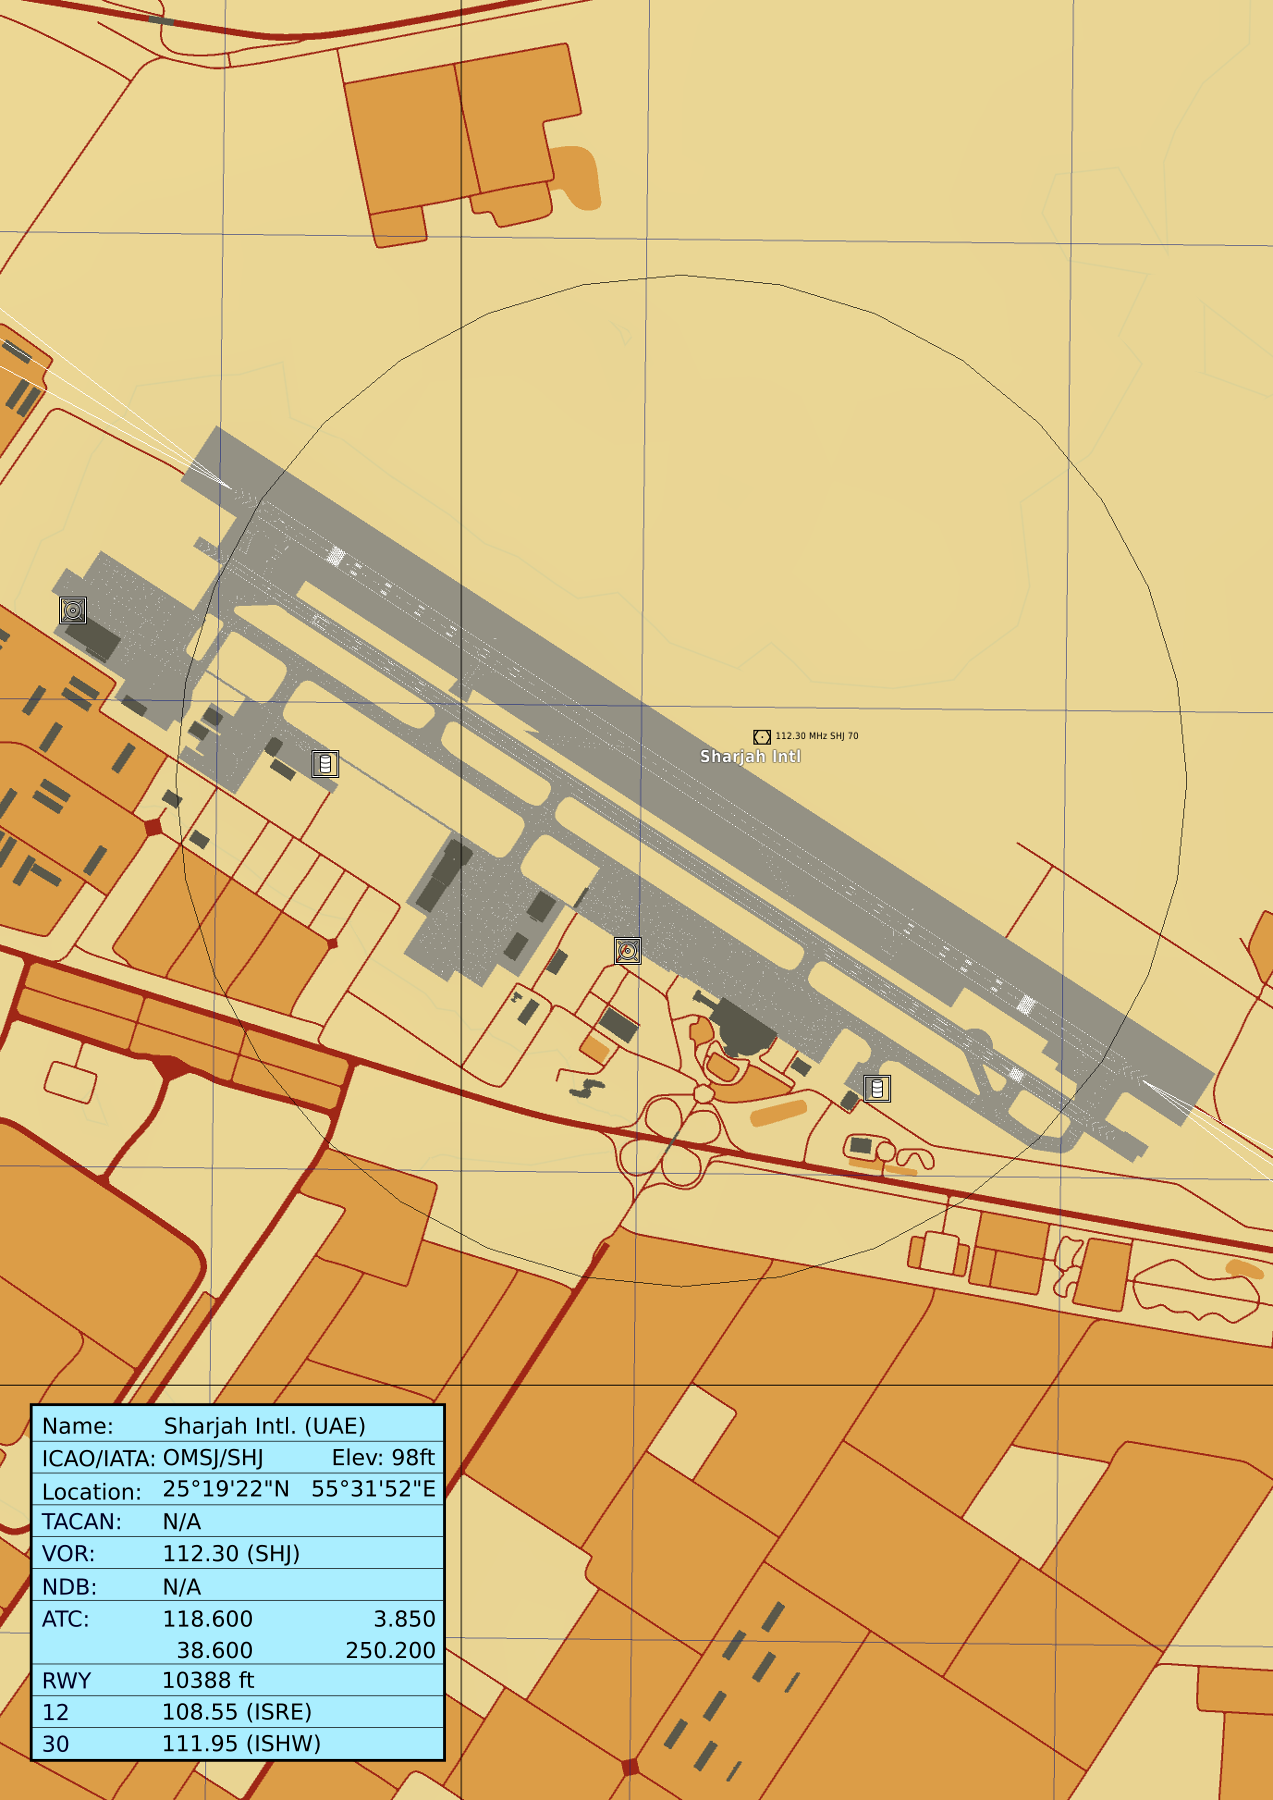 112.30 MHz SHJ 70
Sharjah Intl
Name: Sharjah Intl. (UAE)
ICAO/IATA: OMSJ/SHJ Elev: 98ft
Location: 25°19'22"N 55°31'52"E
TACAN: N/A
VOR: 112.30 (SHJ)
NDB: N/A
ATC: 118.600 3.850
38.600 250.200
RWY 10388 ft
12 108.55 (ISRE)
30 111.95 (ISHW)